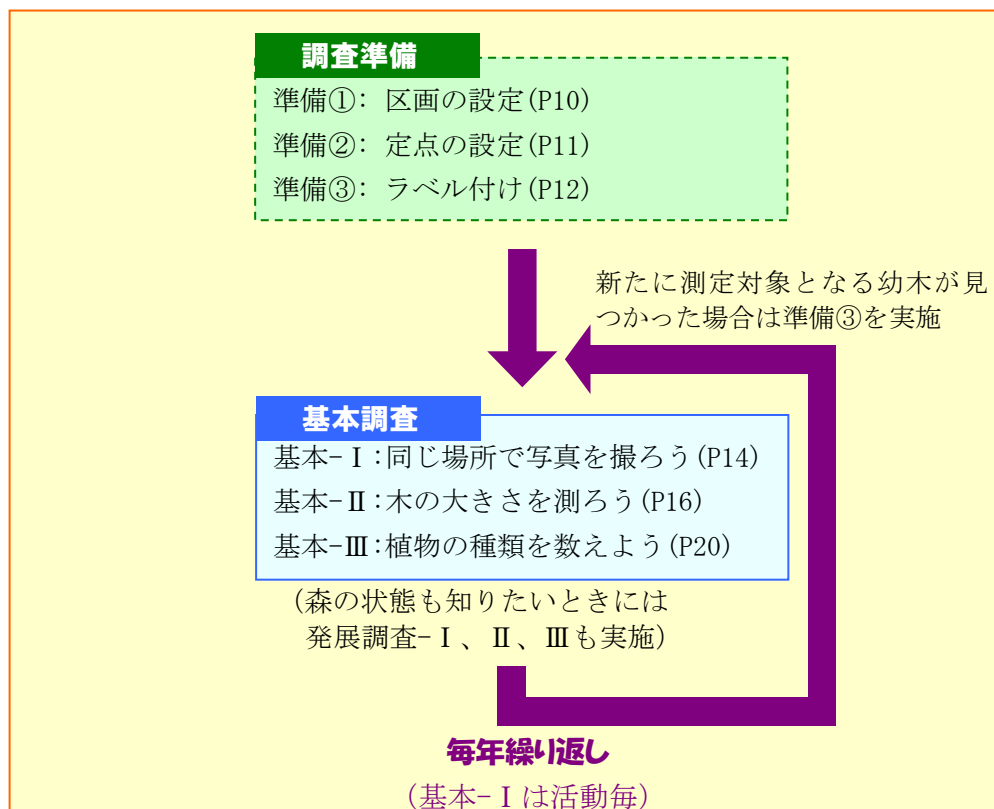 調査準備
準備①: 区画の設定(P10)
準備②: 定点の設定(P11)
準備③: ラベル付け(P12)
新たに測定対象となる幼木が見
つかった場合は準備③を実施
基本調査
基本-Ⅰ:同じ場所で写真を撮ろう(P14)
基本-Ⅱ:木の大きさを測ろう(P16)
基本-Ⅲ:植物の種類を数えよう(P20)
(森の状態も知りたいときには
発展調査-Ⅰ、Ⅱ、Ⅲも実施)
毎年繰り返し
(基本-Ⅰは活動毎)